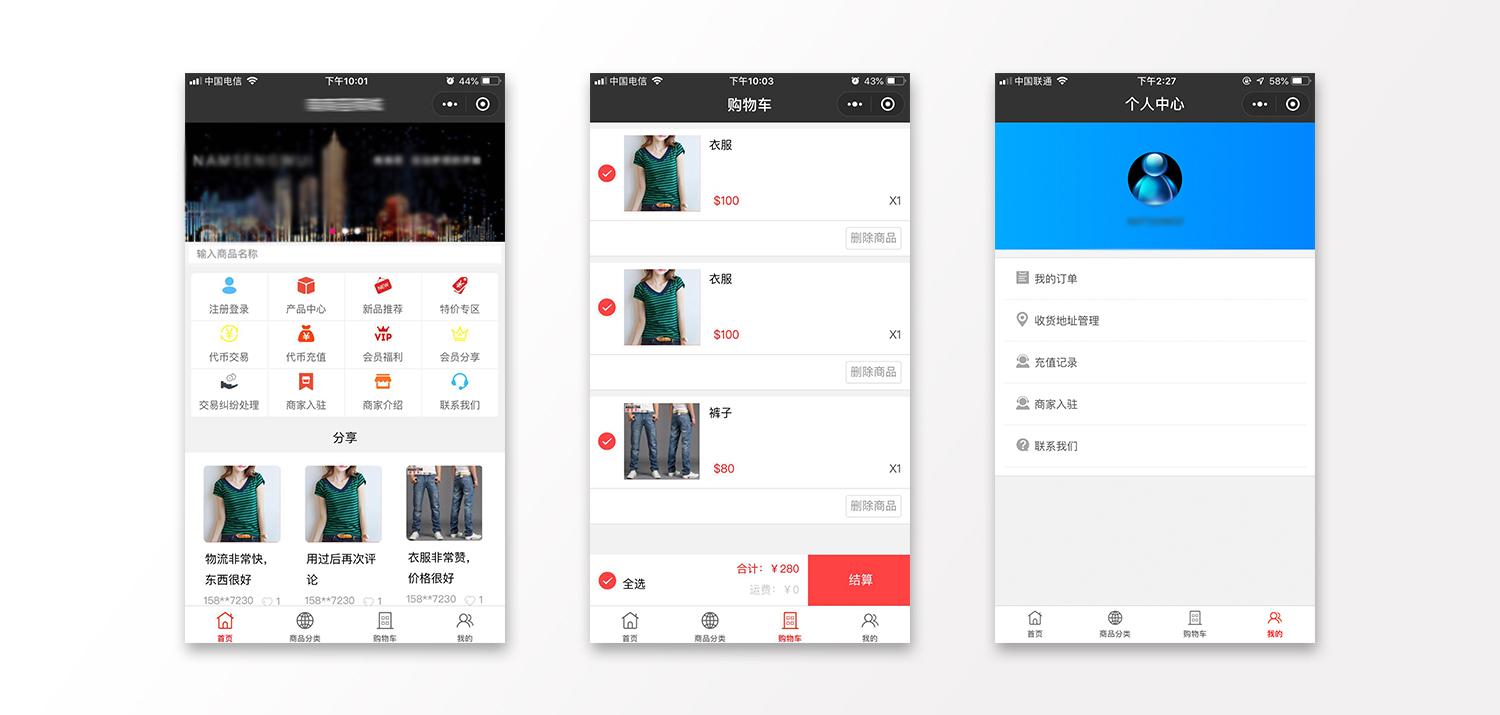 中国电信
下午10:01
44%
NAMSENGWUI
输入商品名称
注册登录
产品中心
NEW
新品推荐
特价专区
代币交易
代币充值
VIP
会员福利
会员分享
交易纠纷处理
商家入驻
商家介绍
联系我们
分享
物流非常快,
东西很好
158**7230
1
用过后再次评
论
158**7230
1
衣服非常赞,
价格很好
158**7230
1
首页
商品分类
购物车
我的
中国电信
下午10:03
43%
购物车
衣服
$100
X1
删除商品
衣服
$100
X1
删除商品
裤子
$80
X1
删除商品
全选
合计: ￥280
运费: ￥0
结算
首页
商品分类
购物车
我的
中国联通
下午2:27
58%
个人中心
我的订单
收货地址管理
充值记录
商家入驻
联系我们
首页
商品分类
购物车
我的